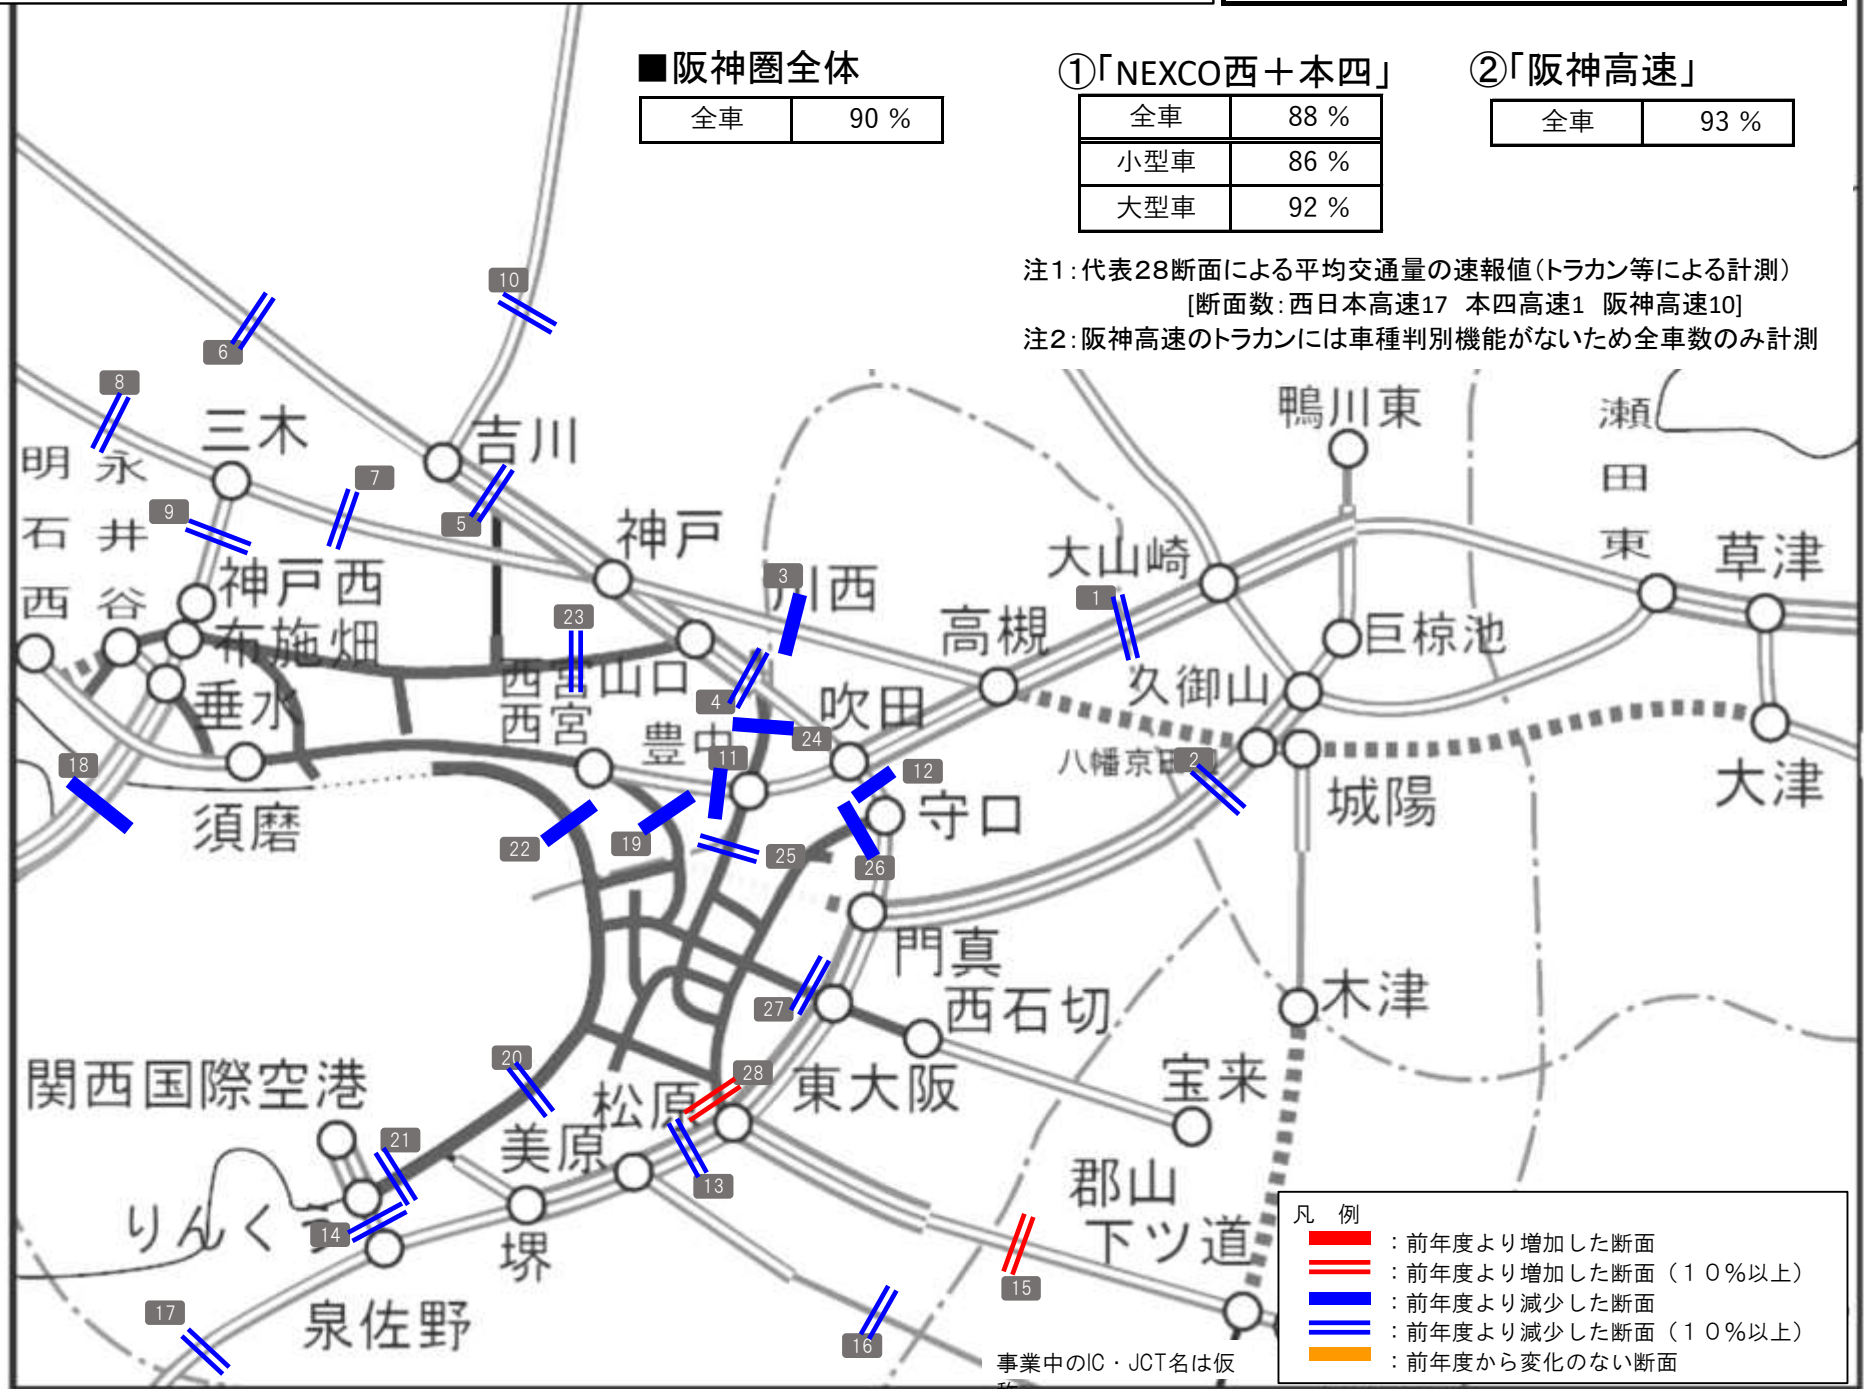 ■阪神圏全体
全車 90 %
①「NEXCO西＋本四」
全車 88 %
小型車 86 %
大型車 92 %
②「阪神高速」
全車 93 %
注1：代表28断面による平均交通量の速報値（トラカン等による計測）
[断面数：西日本高速17 本四高速1 阪神高速10]
注2：阪神高速のトラカンには車種判別機能がないため全車数のみ計測
10
6
8
三木
吉川
鴨川東
瀬田東
明石西
永井谷
7
9
5
神戸
大山崎
草津
神戸西
3
川西
1
高槻
23
布施畑
巨椋池
西宮山口
久御山
垂水
4
吹田
西宮
豊中
24
11
八幡京田
2
18
12
大津
須磨
守口
城陽
22
19
25
26
門真
27
西石切
木津
20
関西国際空港
28
松原
東大阪
宝来
21
美原
13
郡山
りんくう
14
堺
下ツ道
15
17
泉佐野
16
事業中のIC・JCT名は仮
称
凡 例
：前年度より増加した断面
：前年度より増加した断面（１０％以上）
：前年度より減少した断面
：前年度より減少した断面（１０％以上）
：前年度から変化のない断面